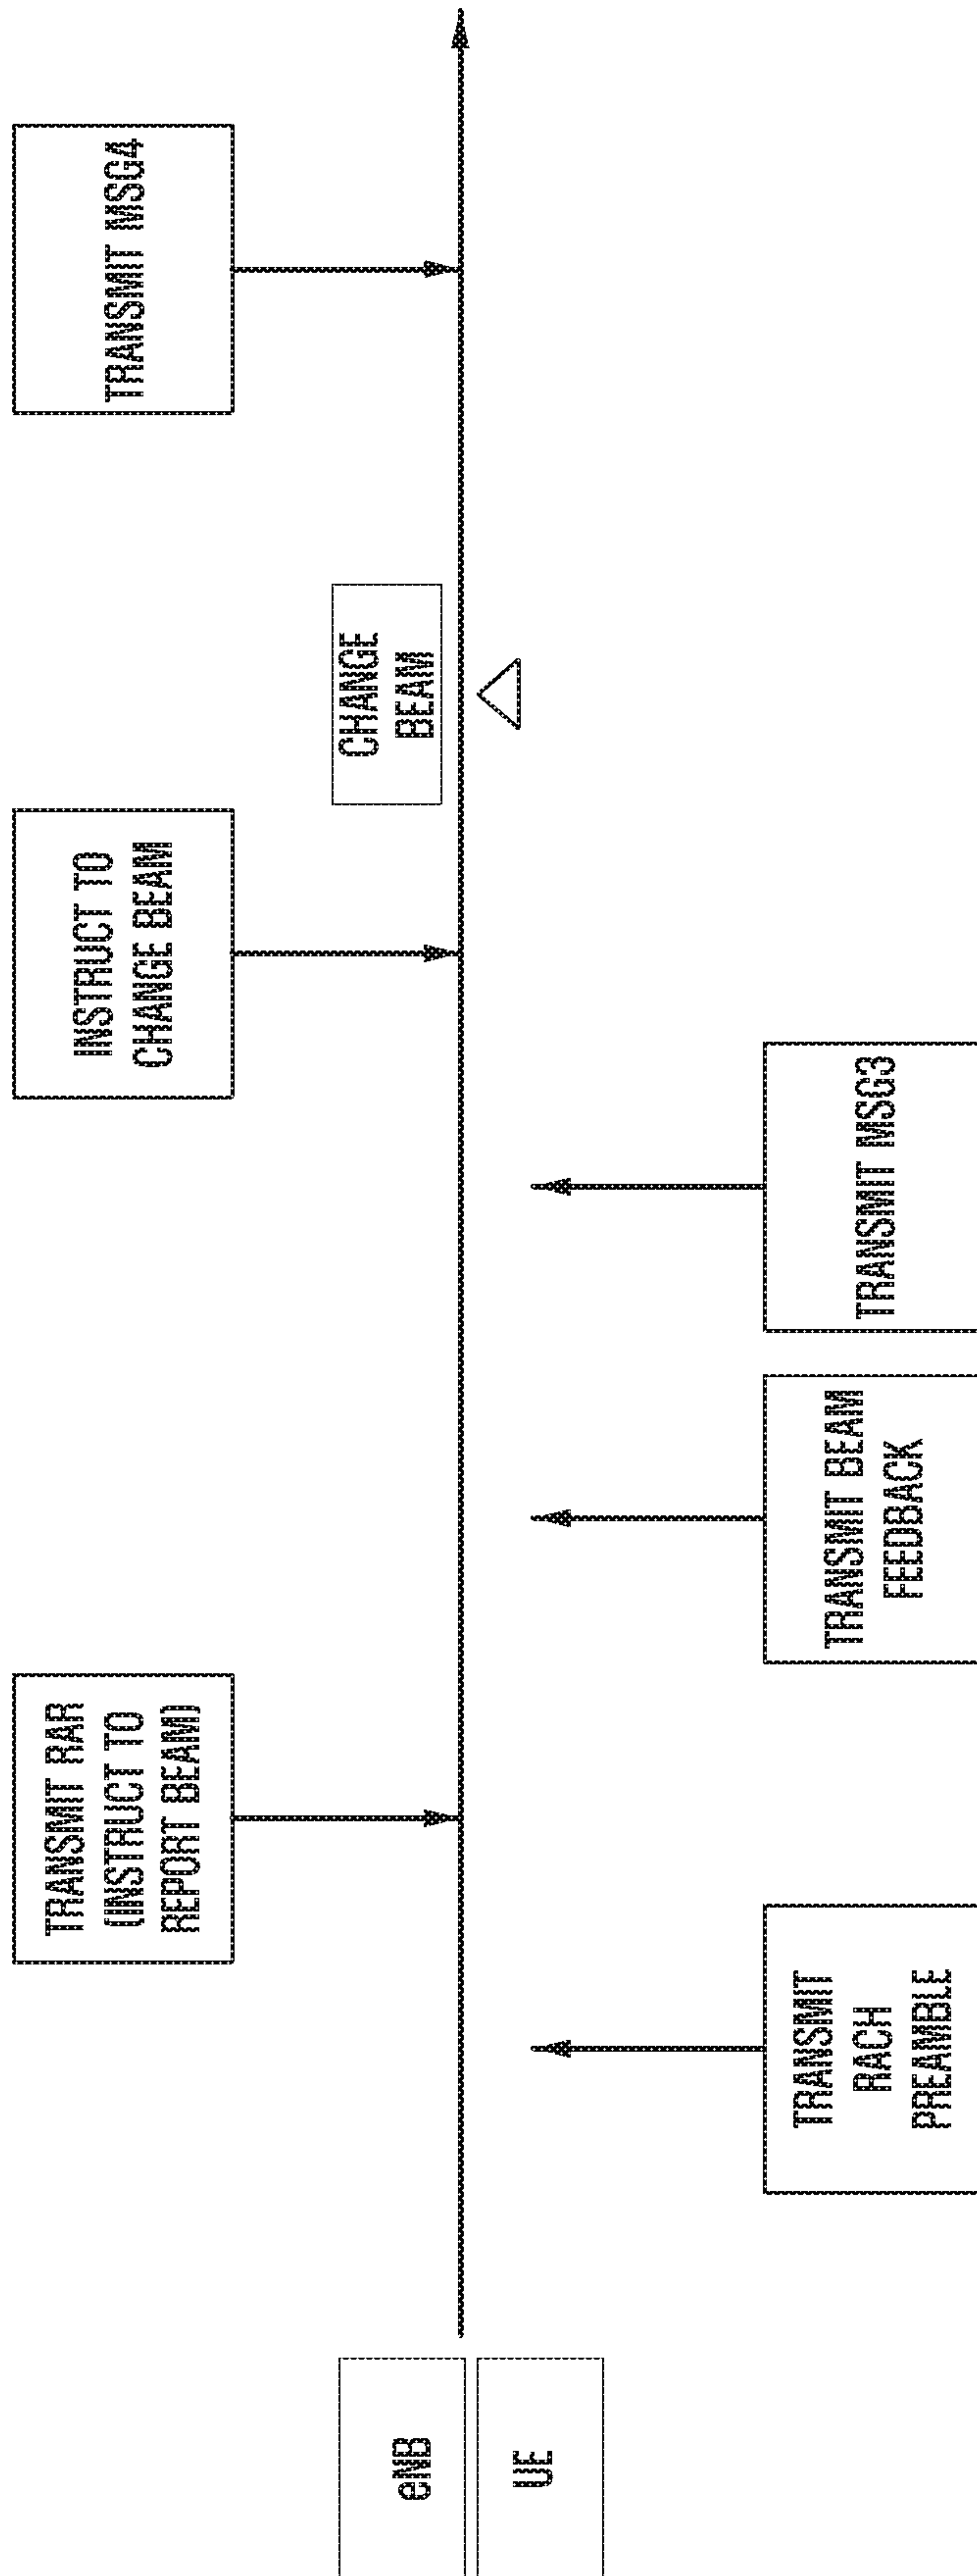 TRANSMIT RAR
(INSTRUCT TO
REPORT BEAM)
INSTRUCT TO
CHANGE BEAM
TRANSMIT MSG4
CHANGE
BEAM
eNB
UE
TRANSMIT
RACH
PREAMBLE
TRANSMIT BEAM
FEEDBACK
TRANSMIT MSG3